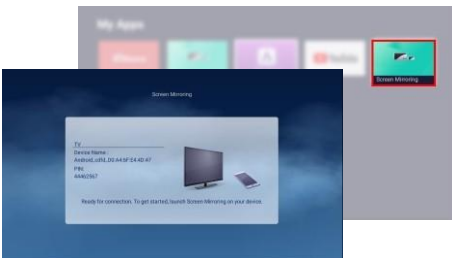 My Apps
YouTube
Screen Mirroring
Screen Mirroring
TV
Device Name :
PIN:
Ready for connection. To get started, launch Screen Mirroring on your device.